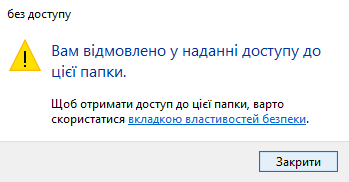 без доступу
Вам відмовлено у наданні доступу до
цієї папки.
Щоб отримати доступ до цієї папки, варто
скористатися вкладкою властивостей безпеки.
Закрити